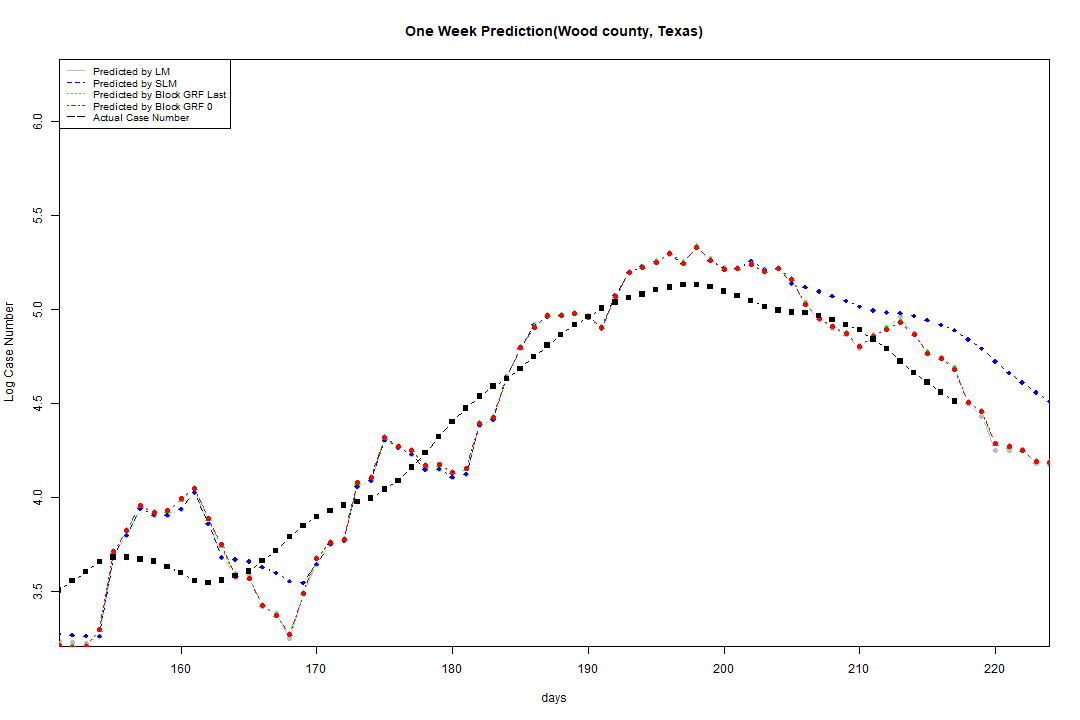 One Week Prediction(Wood county, Texas)
Predicted by LM
Predicted by SLM
Predicted by Block GRF Last
Predicted by Block GRF 0
Actual Case Number
6.0
5.5
5.0
4.5
4.0
3.5
Log Case Number
160 170 180 190 200 210 220
days